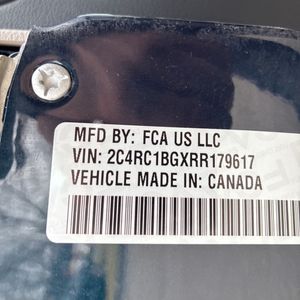 MFD BY: FCA US LLC
VIN: 2C4RC1BGXRR179617
VEHICLE MADE IN: CANADA